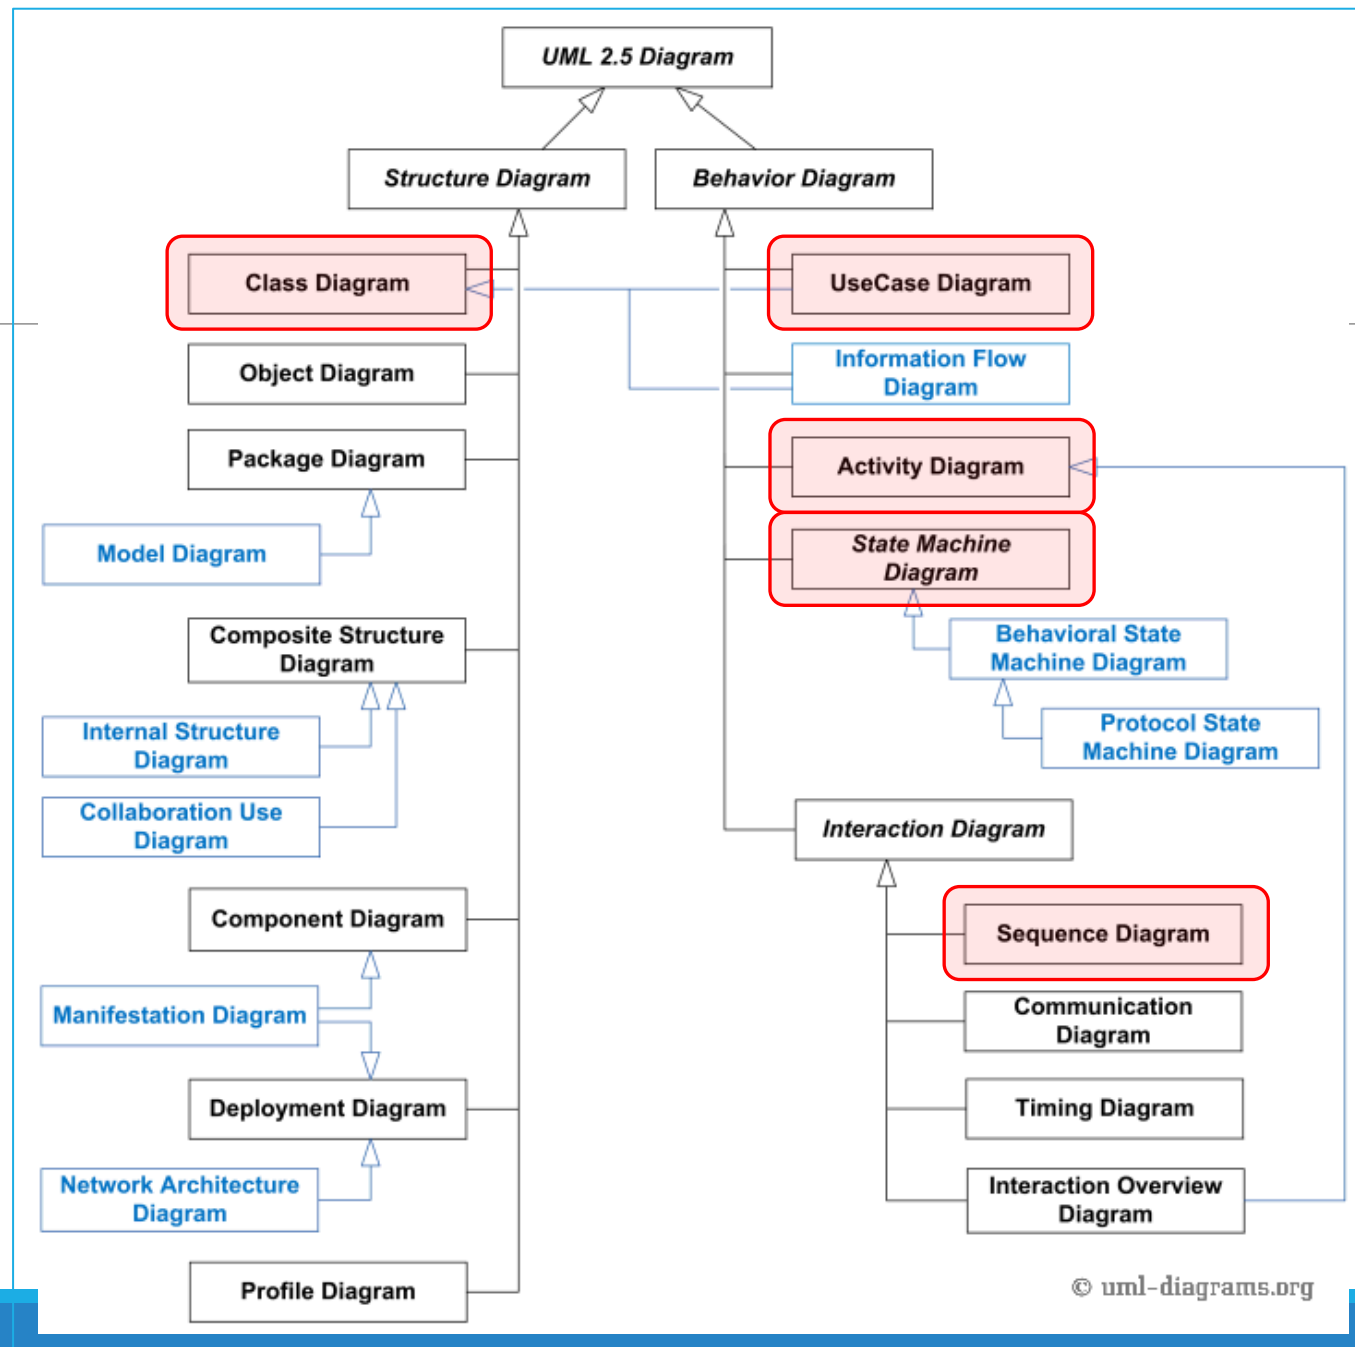 UML 2.5 Diagram
Structure Diagram
Behavior Diagram
Class Diagram
UseCase Diagram
Object Diagram
Information Flow
Diagram
Package Diagram
Activity Diagram
Model Diagram
State Machine
Diagram
Composite Structure
Diagram
Behavioral State
Machine Diagram
Internal Structure
Diagram
Protocol State
Machine Diagram
Collaboration Use
Diagram
Interaction Diagram
Component Diagram
Sequence Diagram
Manifestation Diagram
Communication
Diagram
Deployment Diagram
Timing Diagram
Network Architecture
Diagram
Interaction Overview
Diagram
Profile Diagram
© uml-diagrams.org